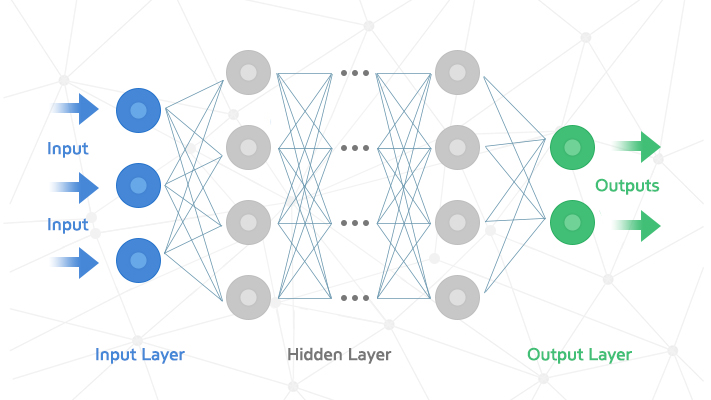 Input
Outputs
Input
Input Layer
Hidden Layer
Output Layer